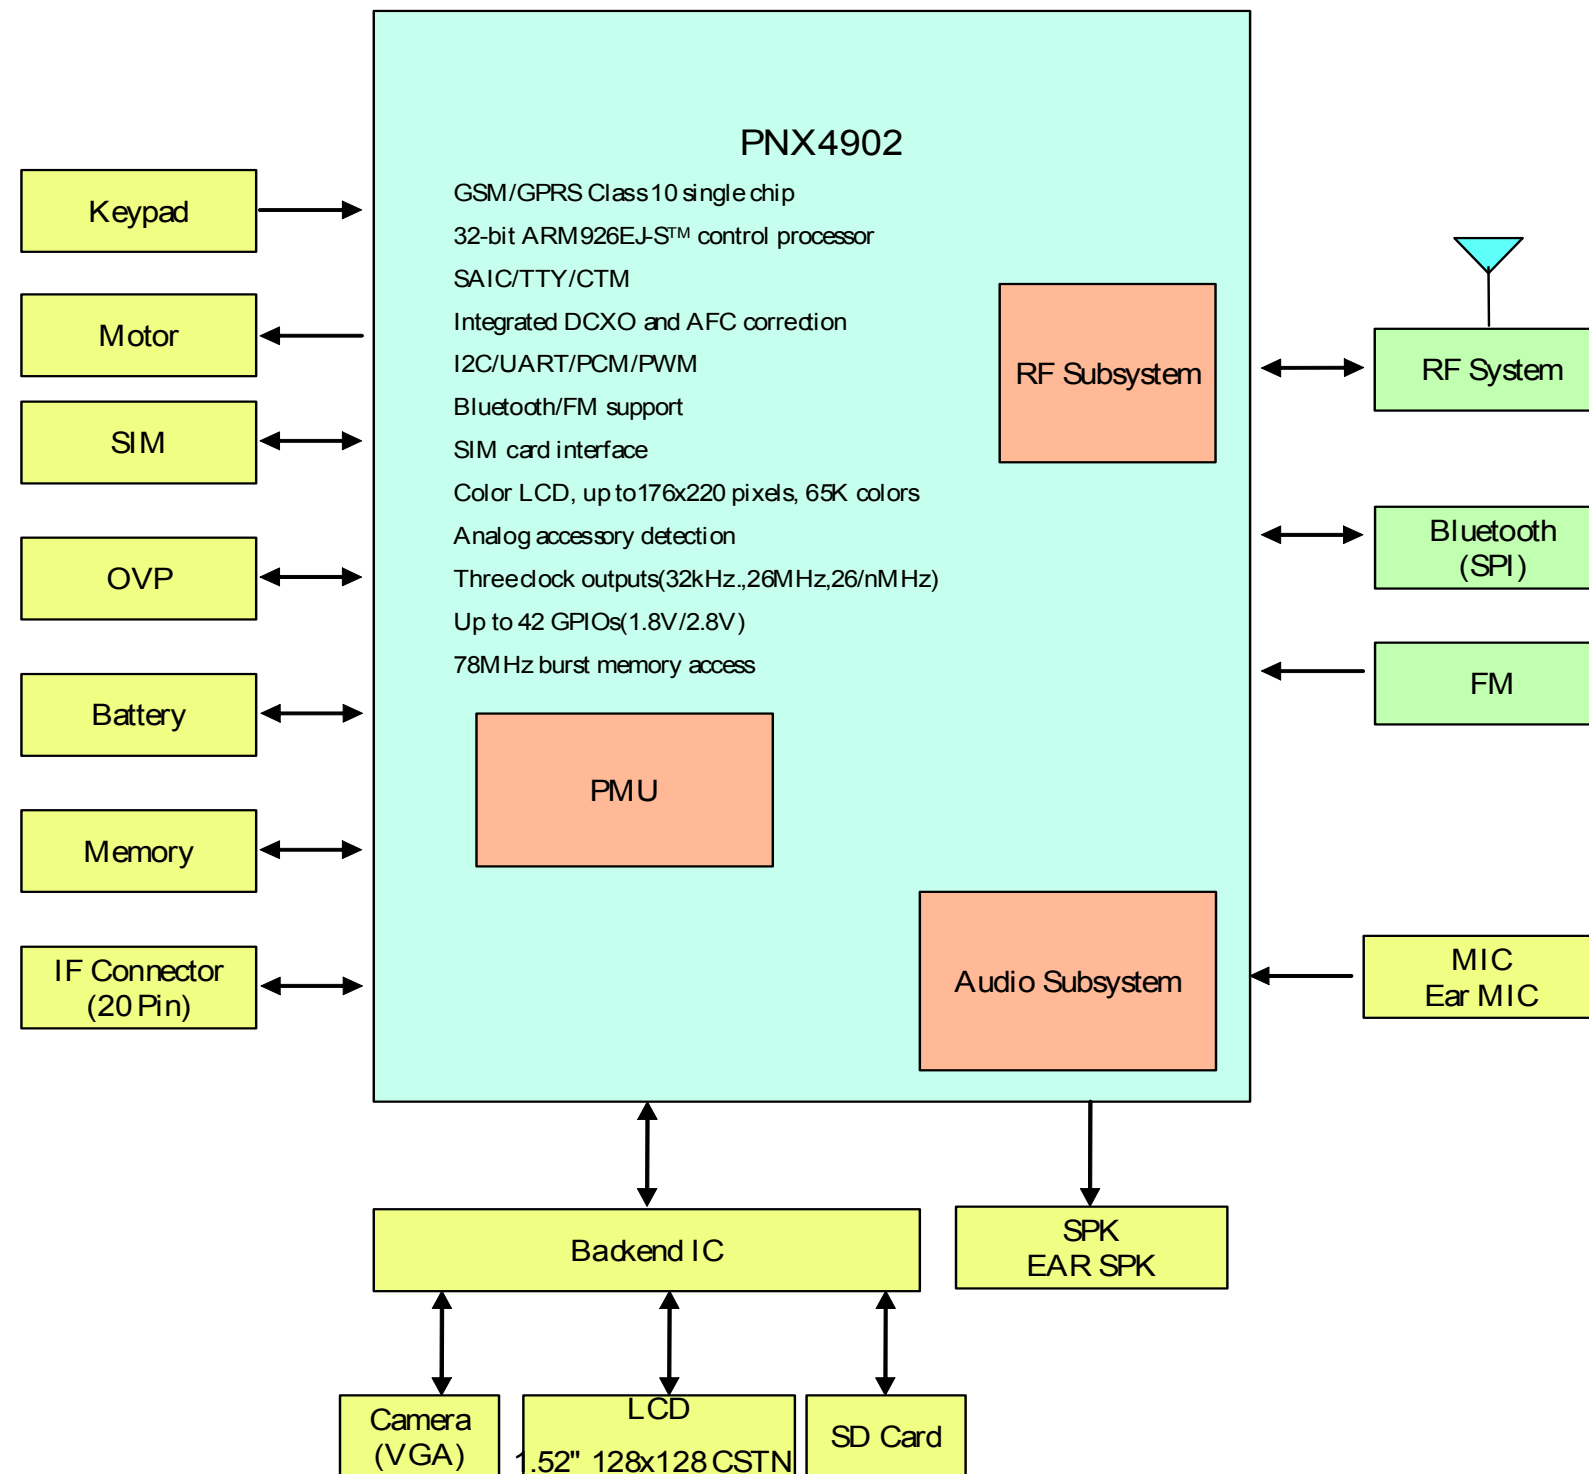 PNX4902
GSM/GPRS Class 10 single chip
32-bit ARM926EJ-S™ control processor
SAIC/TTY/CTM
Integrated DCXO and AFC correction
I2C/UART/PCM/PWM
Bluetooth/FM support
SIM card interface
Color LCD, up to 176x220 pixels, 65K colors
Analog accessory detection
Three clock outputs(32kHz.,26MHz,26/nMHz)
Up to 42 GPIOs(1.8V/2.8V)
78MHz burst memory access
Keypad
Motor
SIM
OVP
Battery
Memory
IF Connector
(20 Pin)
RF Subsystem
PMU
Audio Subsystem
RF System
Bluetooth
(SPI)
FM
MIC
Ear MIC
Backend IC
SPK
EAR SPK
Camera
(VGA)
LCD
1.52" 128x128 CSTN
SD Card